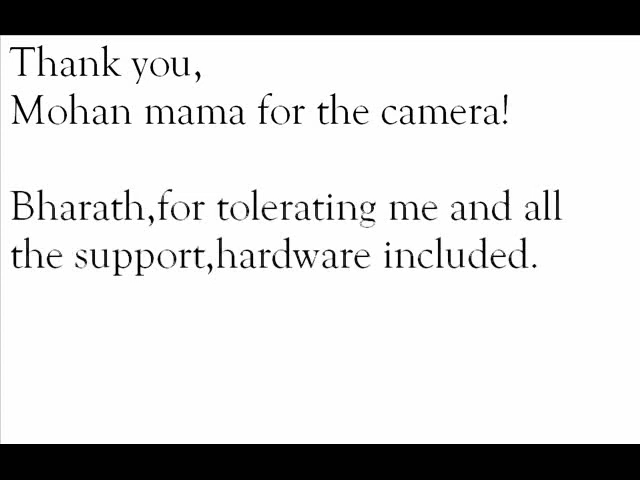 Thank you,
Mohan mama for the camera!
Bharath,for tolerating me and all
the support,hardware included.